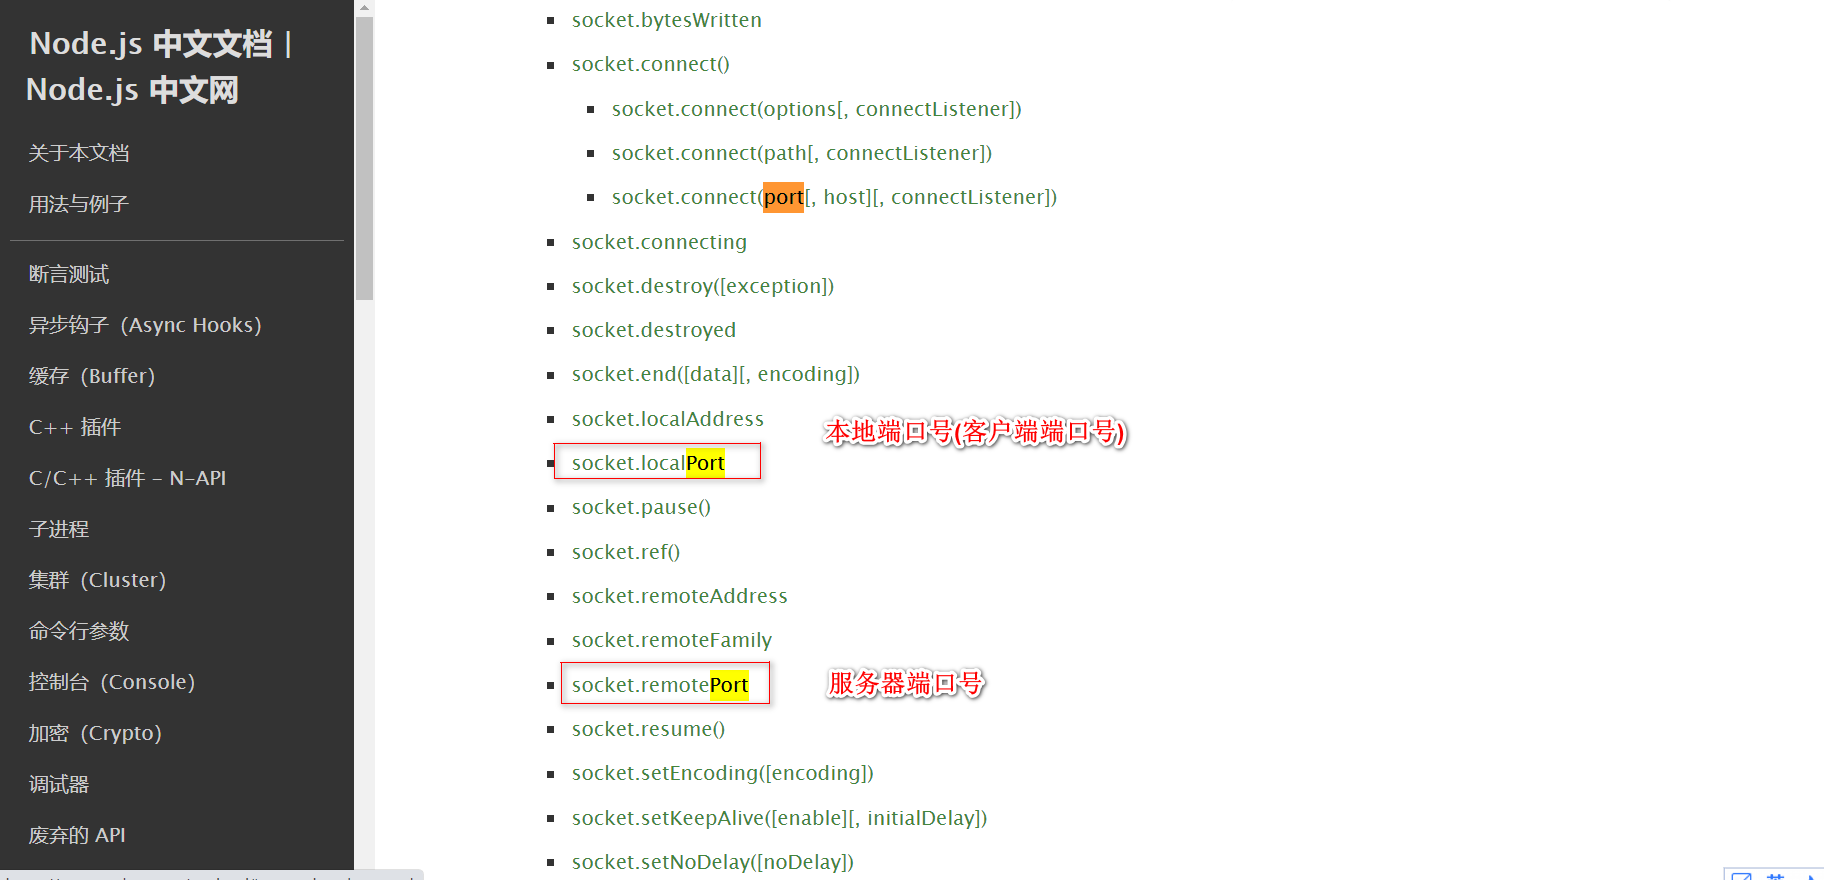 Node.js 中文文档 |
Node.js 中文网
关于本文档
用法与例子
断言测试
异步钩子（Async Hooks）
缓存（Buffer）
C++ 插件
C/C++ 插件 - N-API
子进程
集群（Cluster）
命令行参数
控制台（Console）
加密（Crypto）
调试器
废弃的 API
socket.bytesWritten
socket.connect()
socket.connect(options[, connectListener])
socket.connect(path[, connectListener])
socket.connect(port[, host][, connectListener])
socket.connecting
socket.destroy([exception])
socket.destroyed
socket.end([data][, encoding])
socket.localAddress
本地端口号(客户端端口号)
socket.localPort
socket.pause()
socket.ref()
socket.remoteAddress
socket.remoteFamily
socket.remotePort
服务器端口号
socket.resume()
socket.setEncoding([encoding])
socket.setKeepAlive([enable][, initialDelay])
socket.setNoDelay([noDelay])